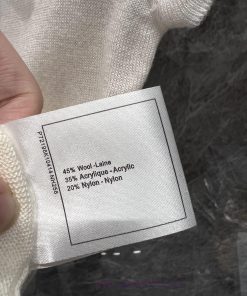 45% Wool -Laine
35% Acrylique - Acrylic
20% Nylon - Nylon